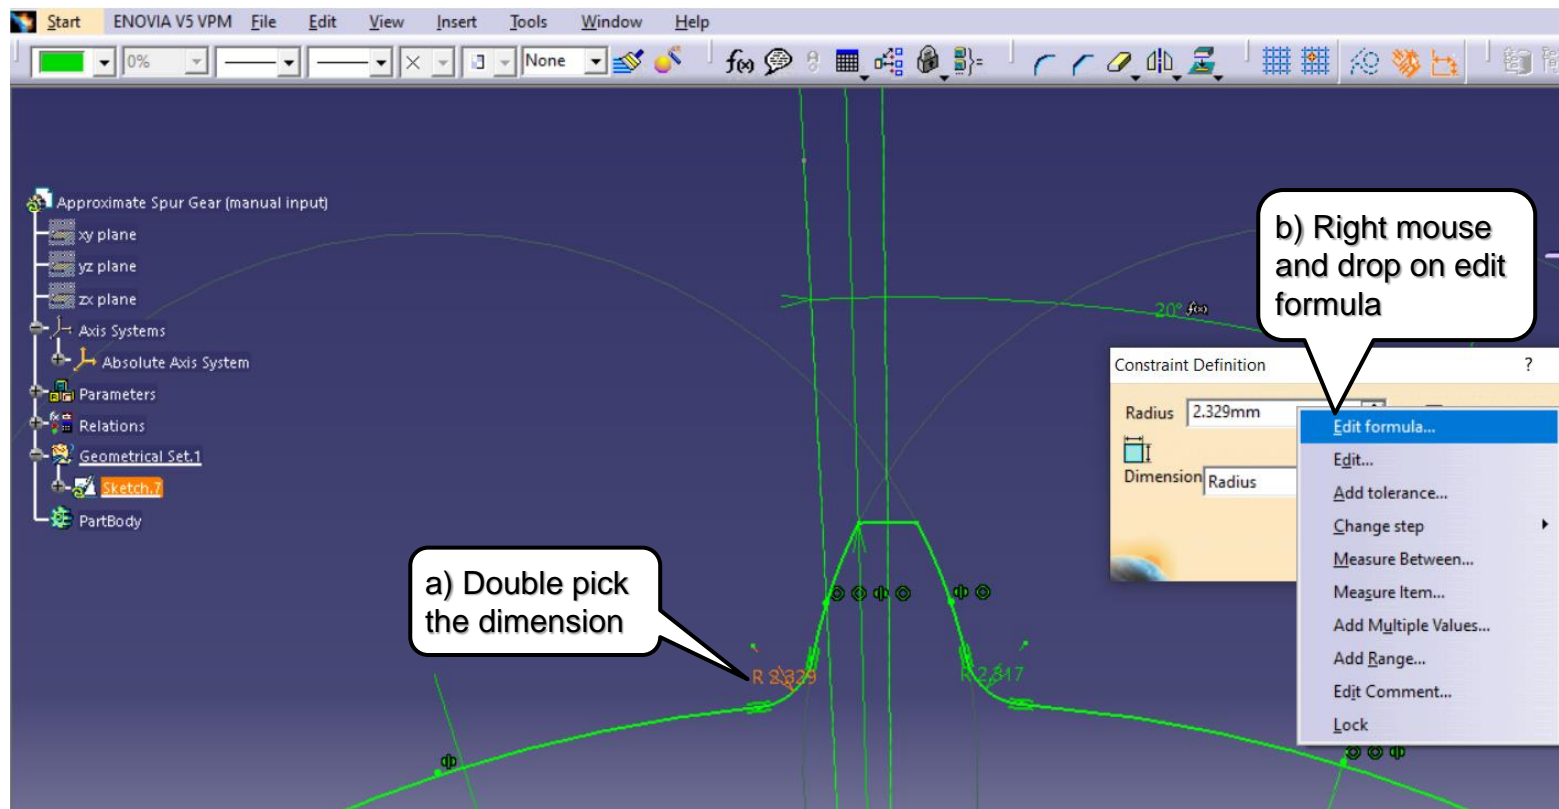 Start ENOVIA V5 VPM File Edit View Insert Tools Window Help
0% None f(x)
Approximate Spur Gear (manual input)
xy plane
yz plane
zx plane
Axis Systems
Absolute Axis System
Parameters
Relations
Geometrical Set.1
Sketch.7
PartBody
b) Right mouse
and drop on edit
formula
20° f(x)
Constraint Definition ?
Radius 2.329mm
Dimension Radius
Edit formula...
Edit...
Add tolerance...
Change step
Measure Between...
Measure Item...
Add Multiple Values...
Add Range...
Edit Comment...
Lock
a) Double pick
the dimension
R 2.329
R 2.317